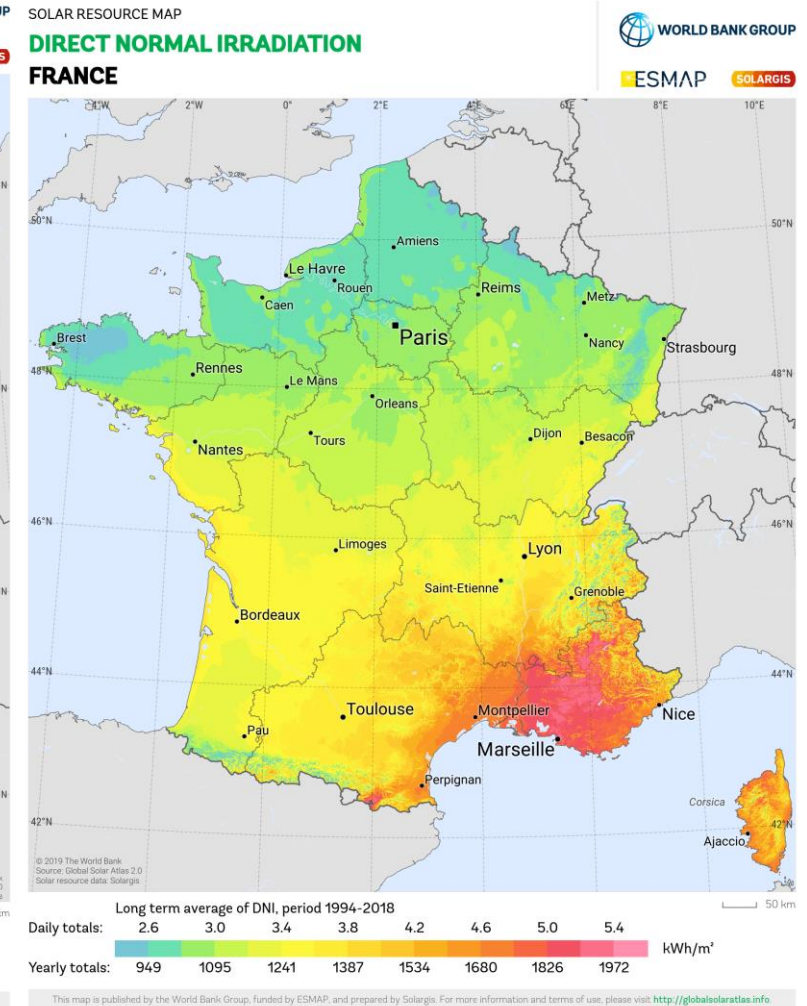 SOLAR RESOURCE MAP
DIRECT NORMAL IRRADIATION
FRANCE
WORLD BANK GROUP
ESMAP
SOLARGIS
2°W
0°
2°E
4°E
6°E
8°E
10°E
50°N
50°N
Amiens
Le Havre
Rouen
Reims
Caen
Metz
Paris
Brest
Nancy
Strasbourg
48°N
Rennes
48°N
Le Mans
Orleans
Tours
Dijon
Besacon
Nantes
46°N
46°N
Limoges
Lyon
Saint-Etienne
Grenoble
Bordeaux
44°N
44°N
Toulouse
Montpellier
Nice
Pau
Marseille
Perpignan
Corsica
42°N
42°N
Ajaccio
© 2019 The World Bank
Source: Global Solar Atlas 2.0
Solar resource data: Solargis
50 km
Long term average of DNI, period 1994-2018
Daily totals: 2.6 3.0 3.4 3.8 4.2 4.6 5.0 5.4
kWh/m²
Yearly totals: 949 1095 1241 1387 1534 1680 1826 1972
This map is published by the World Bank Group, funded by ESMAP, and prepared by Solargis. For more information and terms of use, please visit http://globalsolaratlas.info.